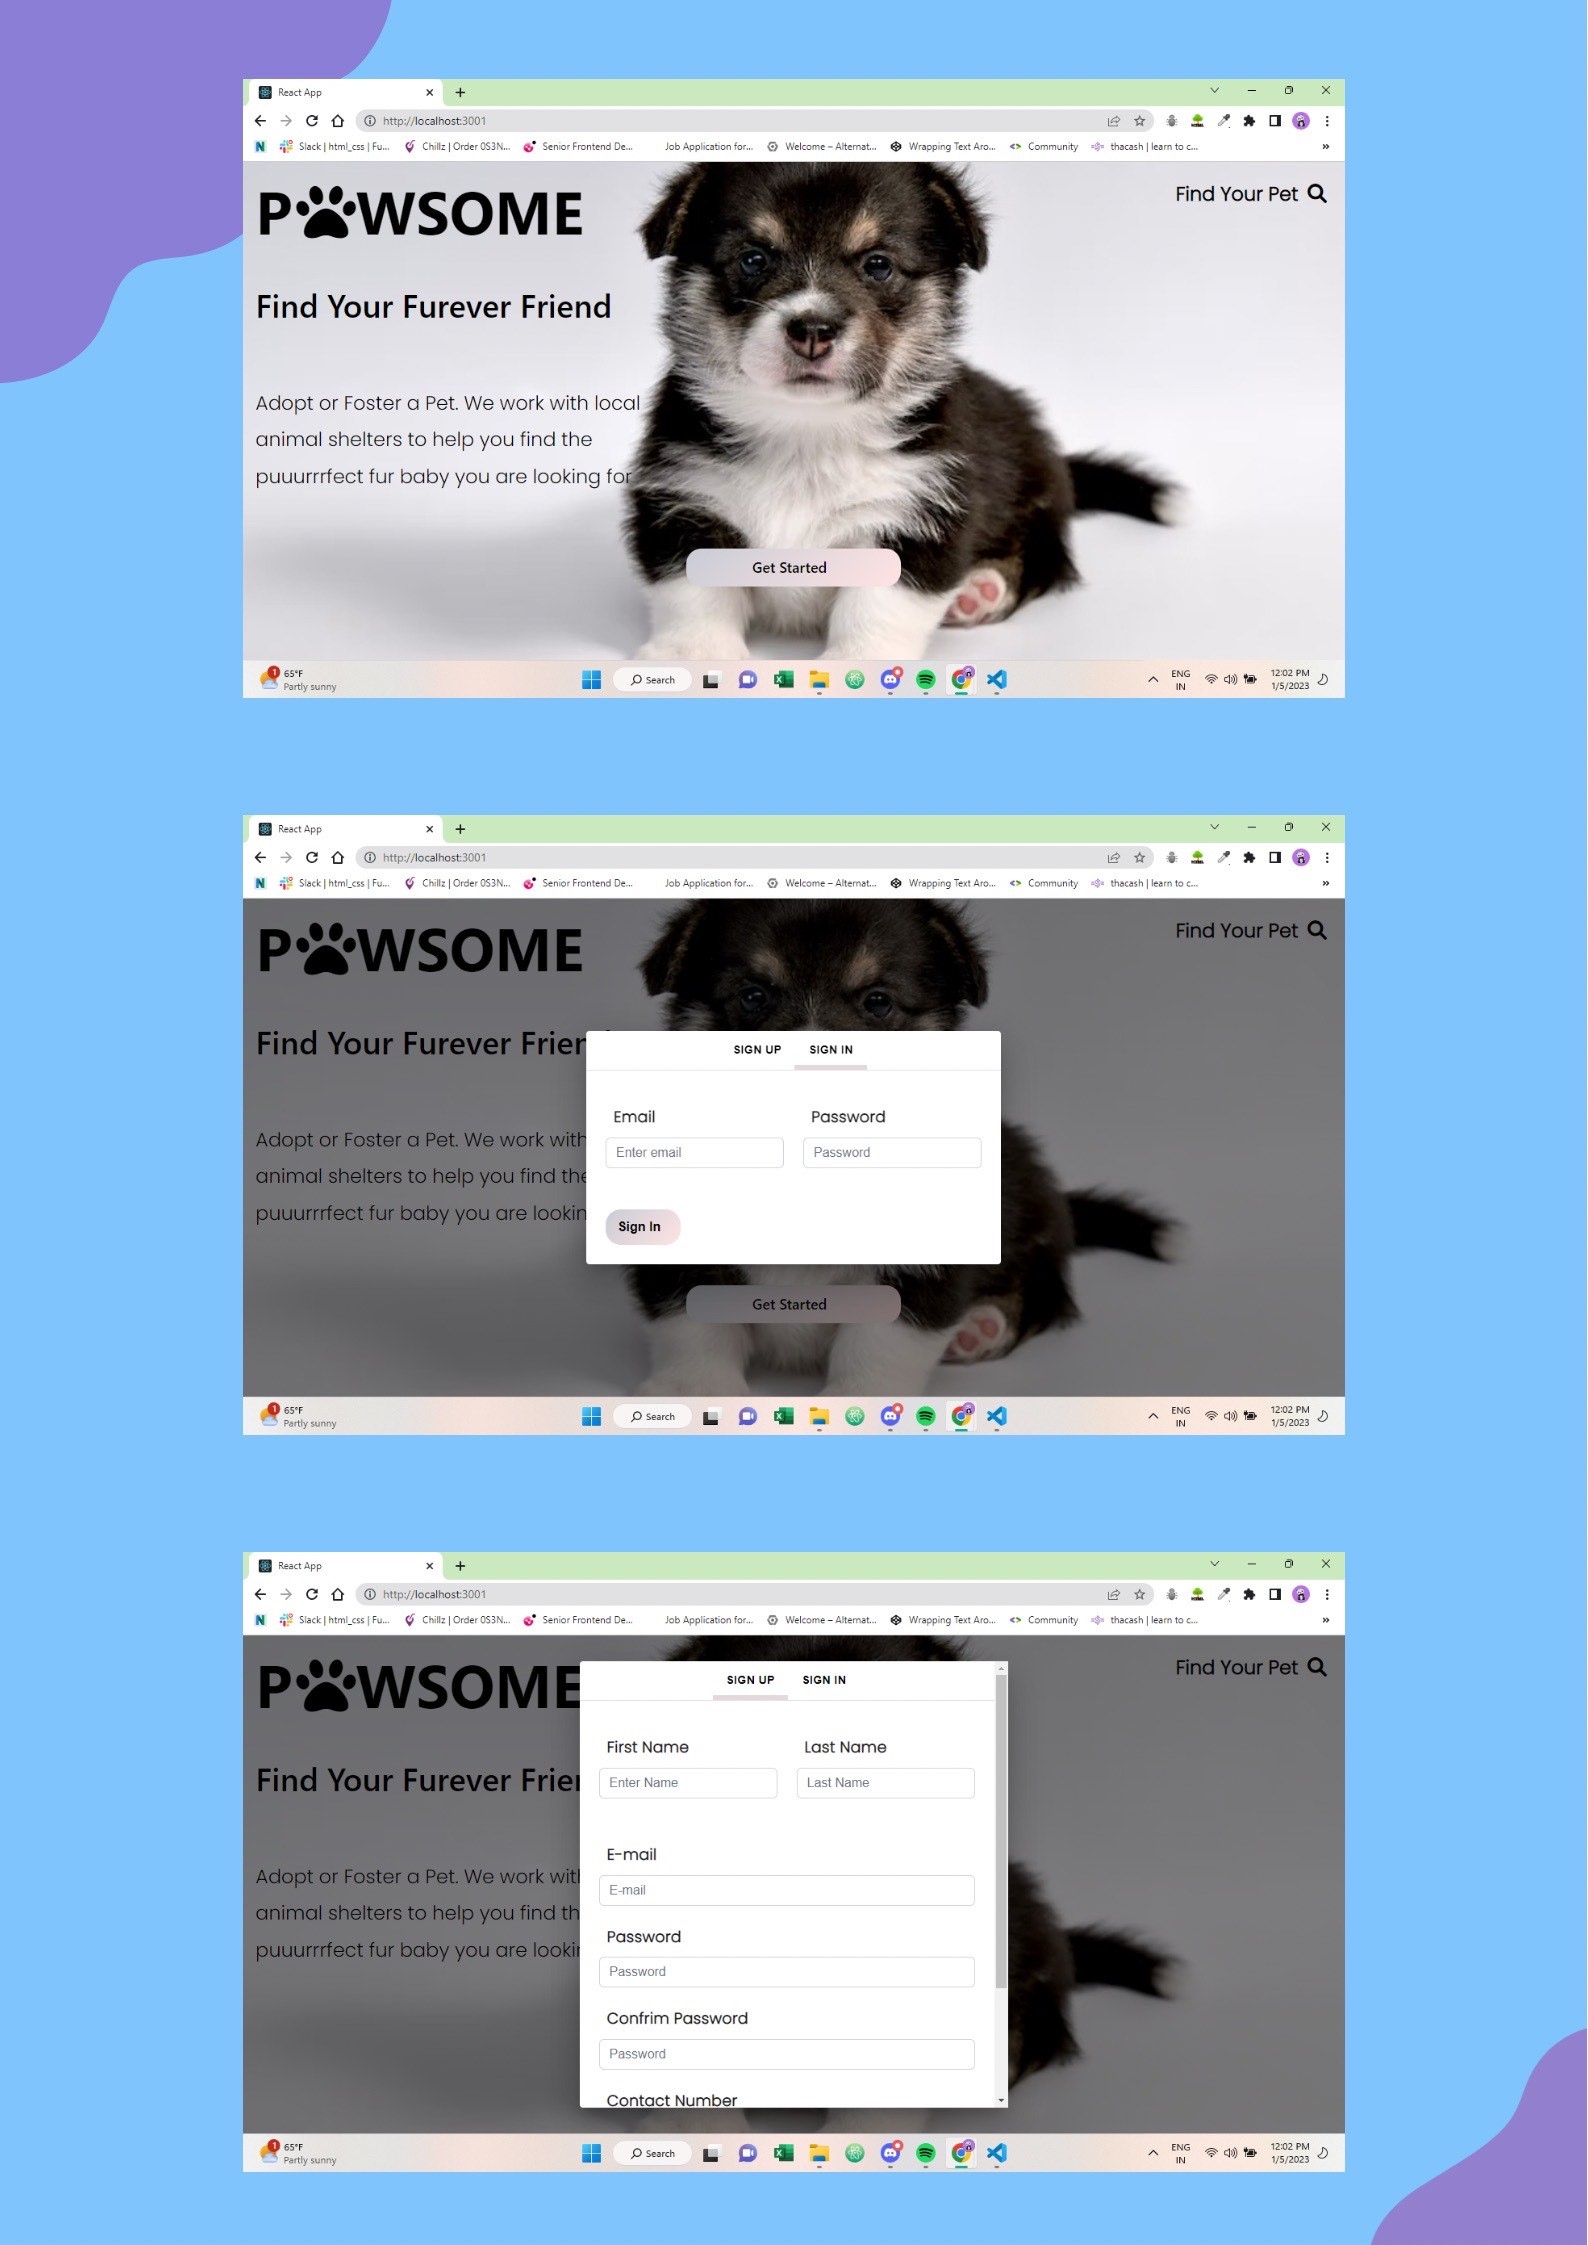 React App
http://localhost:3001
Slack | html_css | Fu... Chillz | Order 0S3N... Senior Frontend De... Job Application for... Welcome – Alternat... Wrapping Text Aro... Community thacash | learn to c... »
P WSOME
Find Your Pet
Find Your Furever Friend
Adopt or Foster a Pet. We work with local
animal shelters to help you find the
puuurrrfect fur baby you are looking for
Get Started
1 65°F
Partly sunny
Search
ENG
IN
12:02 PM
1/5/2023
React App
http://localhost:3001
Slack | html_css | Fu... Chillz | Order 0S3N... Senior Frontend De... Job Application for... Welcome – Alternat... Wrapping Text Aro... Community thacash | learn to c... »
P WSOME
Find Your Pet
Find Your Furever Frien
SIGN UP SIGN IN
Email Password
Enter email Password
Sign In
Adopt or Foster a Pet. We work with
animal shelters to help you find the
puuurrrfect fur baby you are lookin
Get Started
1 65°F
Partly sunny
Search
ENG
IN
12:02 PM
1/5/2023
React App
http://localhost:3001
Slack | html_css | Fu... Chillz | Order 0S3N... Senior Frontend De... Job Application for... Welcome – Alternat... Wrapping Text Aro... Community thacash | learn to c... »
P WSOME
Find Your Pet
Find Your Furever Frien
Adopt or Foster a Pet. We work with
animal shelters to help you find th
puuurrrfect fur baby you are lookin
SIGN UP SIGN IN
First Name Last Name
Enter Name Last Name
E-mail
E-mail
Password
Password
Confrim Password
Password
Contact Number
1 65°F
Partly sunny
Search
ENG
IN
12:02 PM
1/5/2023